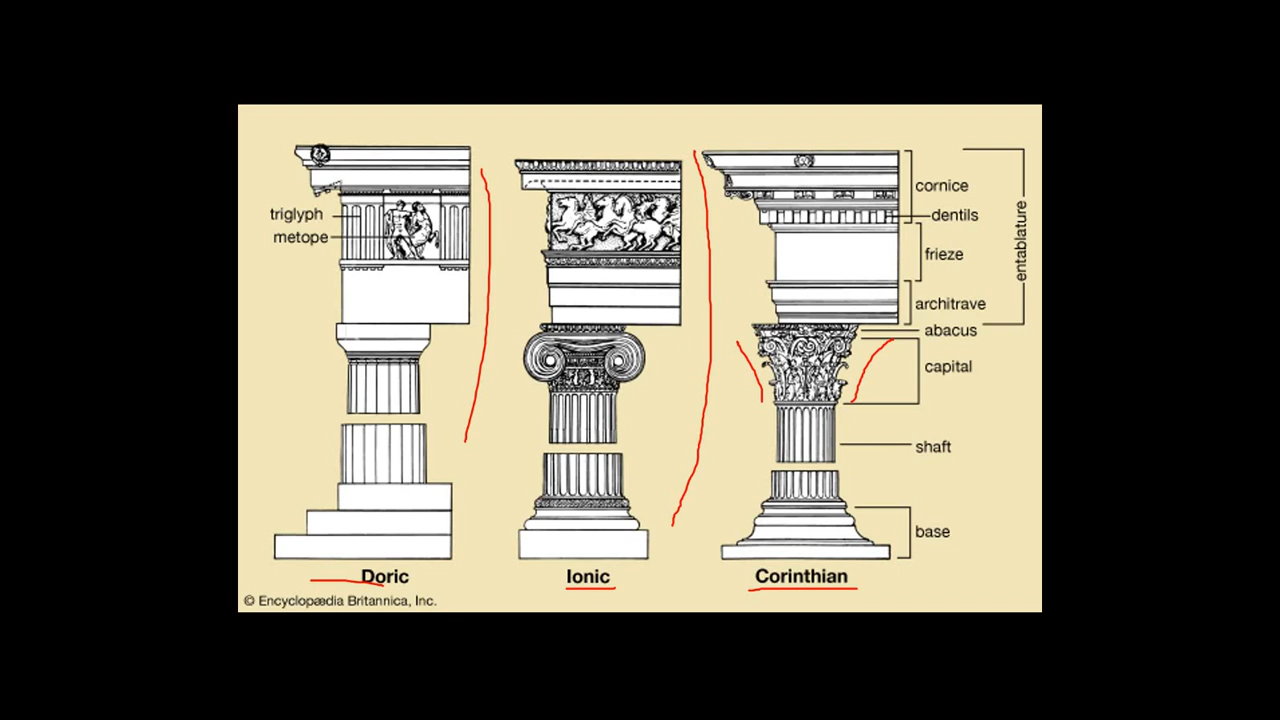 triglyph
metope
cornice
dentils
frieze
entablature
architrave
abacus
capital
shaft
base
Doric
Ionic
Corinthian
© Encyclopædia Britannica, Inc.